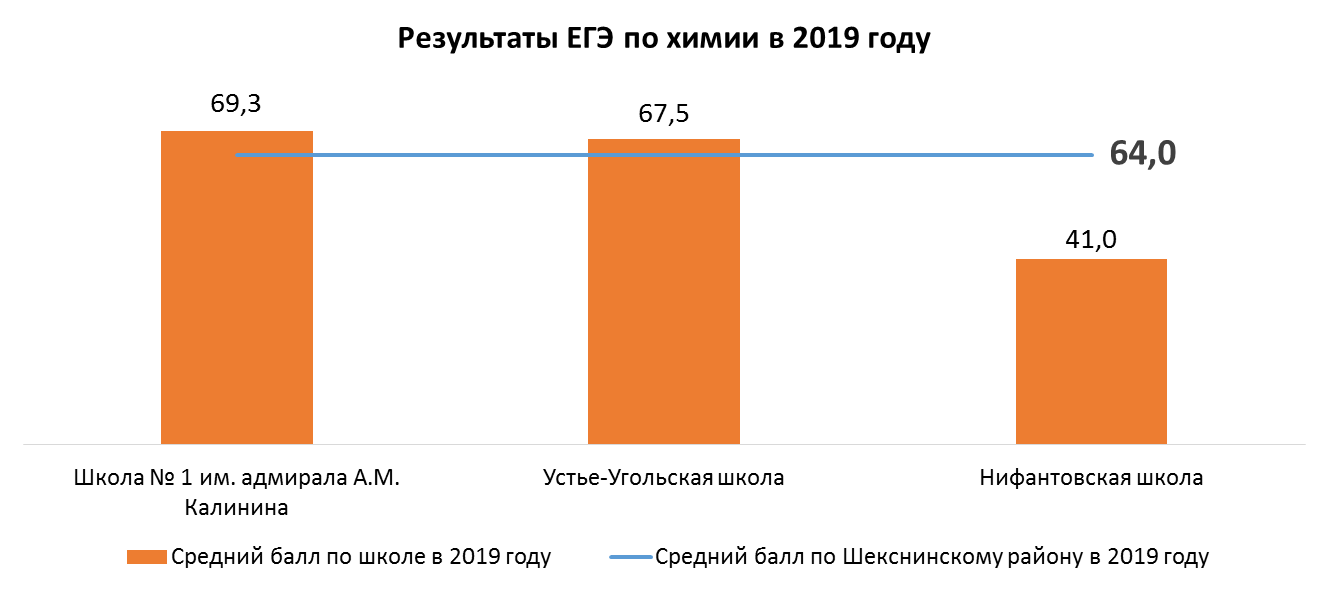 Результаты ЕГЭ по химии в 2019 году
69,3
67,5
64,0
41,0
Школа № 1 им. адмирала А.М.
Калинина
Устье-Угольская школа
Нифантовская школа
Средний балл по школе в 2019 году
Средний балл по Шекснинскому району в 2019 году